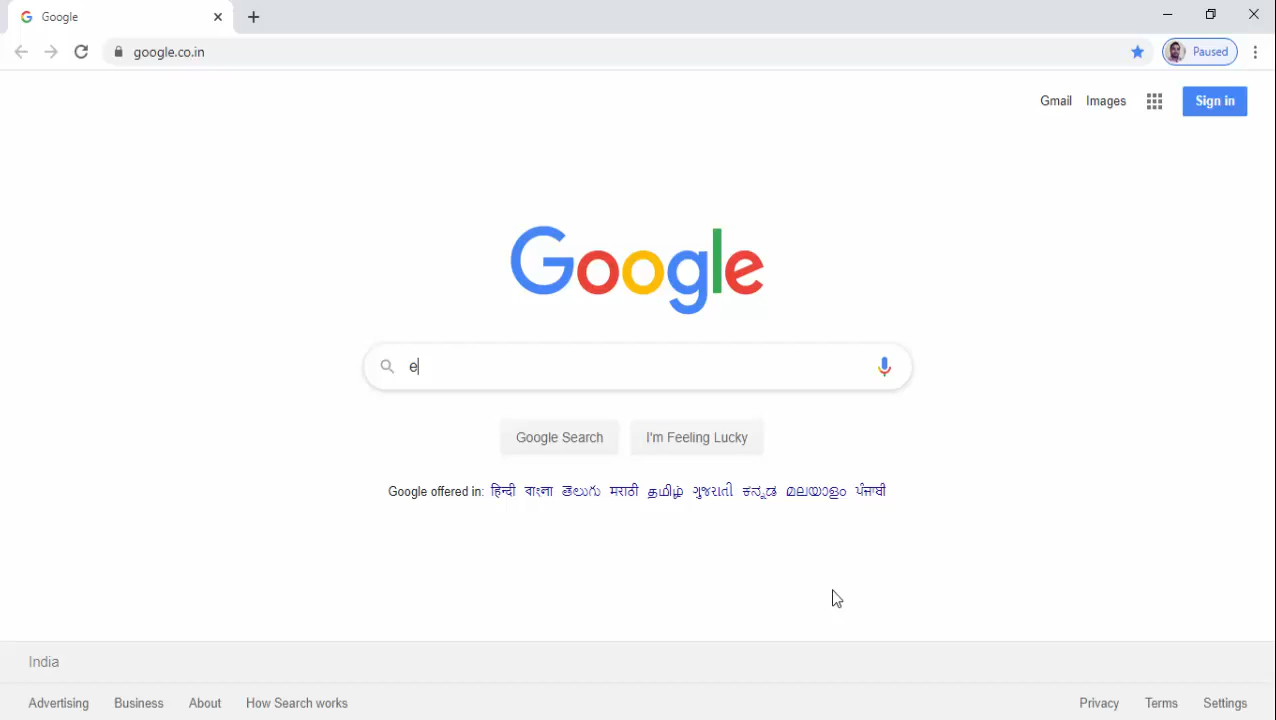 Google
google.co.in
Paused
Gmail Images Sign in
Google
e
Google Search I'm Feeling Lucky
Google offered in: हिन्दी বাংলা తెలుగు मराठी தமிழ் ગુજરાતી ಕನ್ನಡ മലയാളം ਪੰਜਾਬੀ
India
Advertising Business About How Search works Privacy Terms Settings